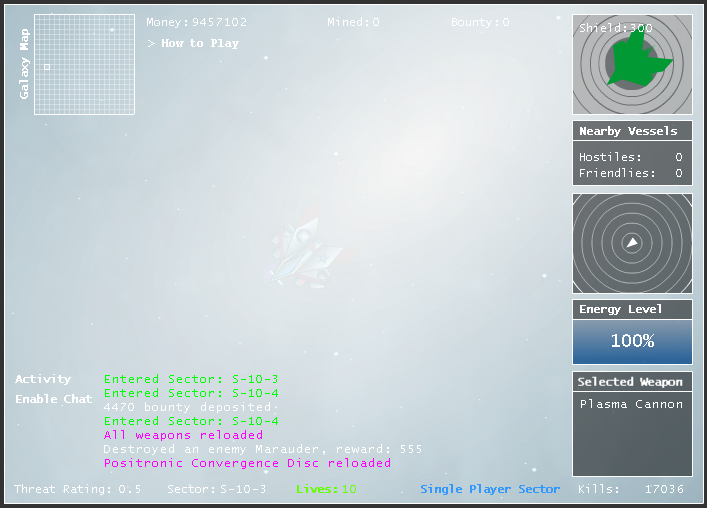 Money: 9457102 Mined: 0 Bounty: 0
> How to Play
Galaxy Map
Shield: 300
Nearby Vessels
Hostiles: 0
Friendlies: 0
Energy Level
100%
Selected Weapon
Plasma Cannon
Activity
Enable Chat
Entered Sector: S-10-3
Entered Sector: S-10-4
4470 bounty deposited.
Entered Sector: S-10-4
All weapons reloaded
Destroyed an enemy Marauder, reward: 555
Positronic Convergence Disc reloaded
Threat Rating: 0.5 Sector: S-10-3 Lives: 10 Single Player Sector Kills: 17036